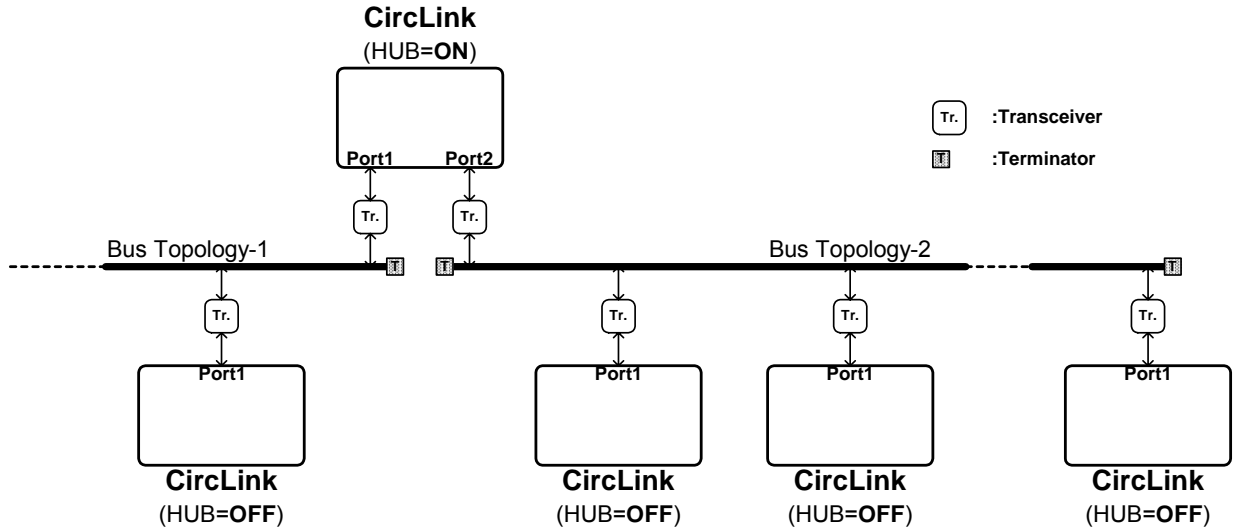 CircLink
(HUB=ON)
Port1 Port2
Tr. :Transceiver
T :Terminator
Tr. Tr.
Bus Topology-1 Bus Topology-2
T T T
Tr. Tr. Tr. Tr.
Port1 Port1 Port1 Port1
CircLink CircLink CircLink CircLink
(HUB=OFF) (HUB=OFF) (HUB=OFF) (HUB=OFF)